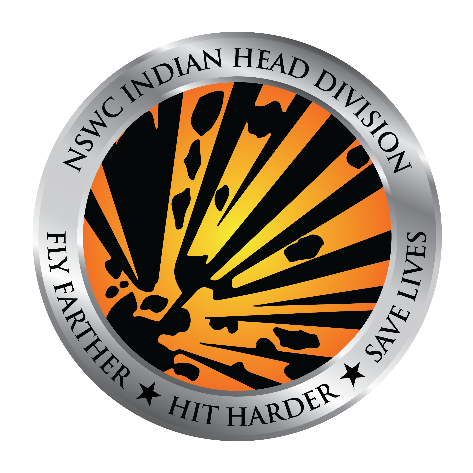 NSWC INDIAN HEAD DIVISION
FLY FARTHER ★ HIT HARDER ★ SAVE LIVES